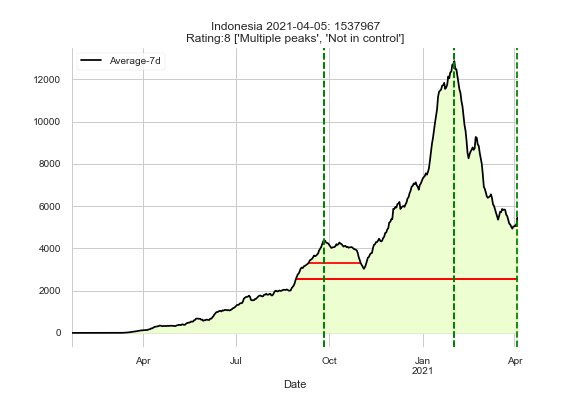 Indonesia 2021-04-05: 1537967
Rating:8 ['Multiple peaks', 'Not in control']
Average-7d
12000
10000
8000
6000
4000
2000
0
Apr
Jul
Oct
Jan
2021
Apr
Date